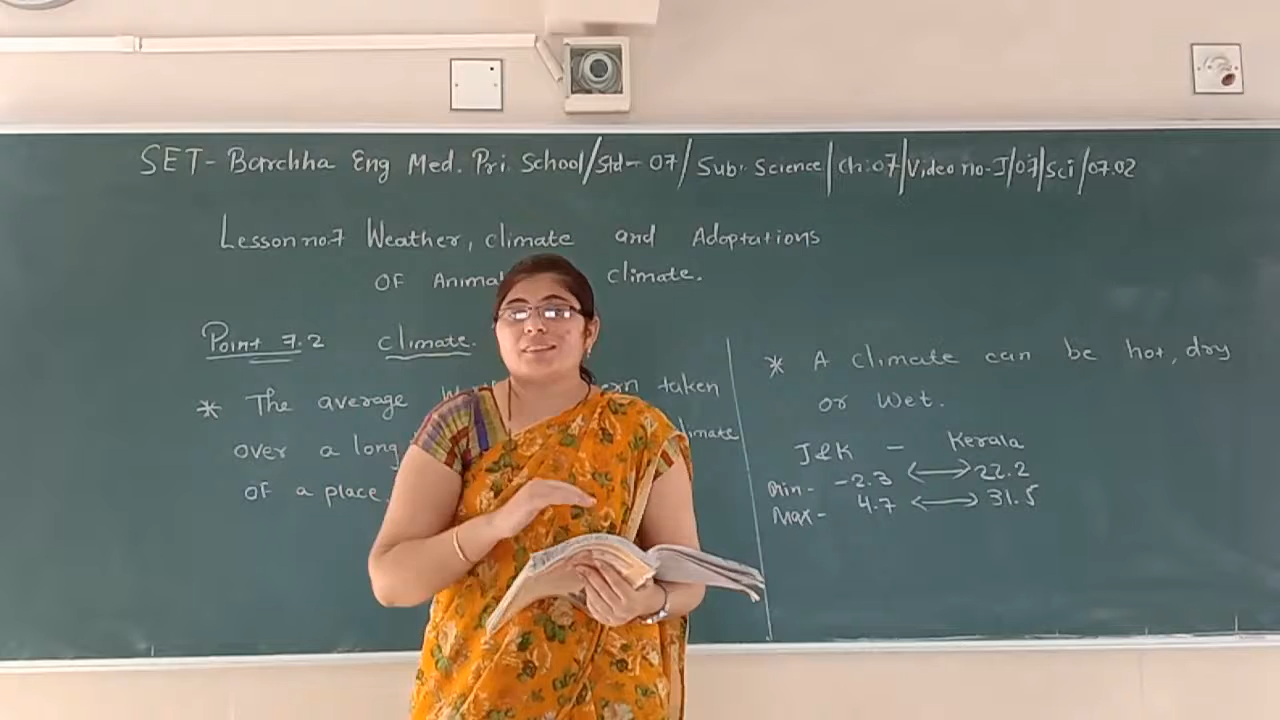 SET- Barchha Eng Med. Pri. School/Std- 07/Sub: Science/Ch:07/Video no-I/07/Sci/07.02
Lesson no.7 Weather, climate and Adaptations
OF climate.
Point 7.2 climate.
* The average taken
over a long
OF a place.
* A climate can be hot, dry
or wet.
J&K - Kerala
Min- -2.3 ⟷ 22.2
Max- 4.7 ⟷ 31.5